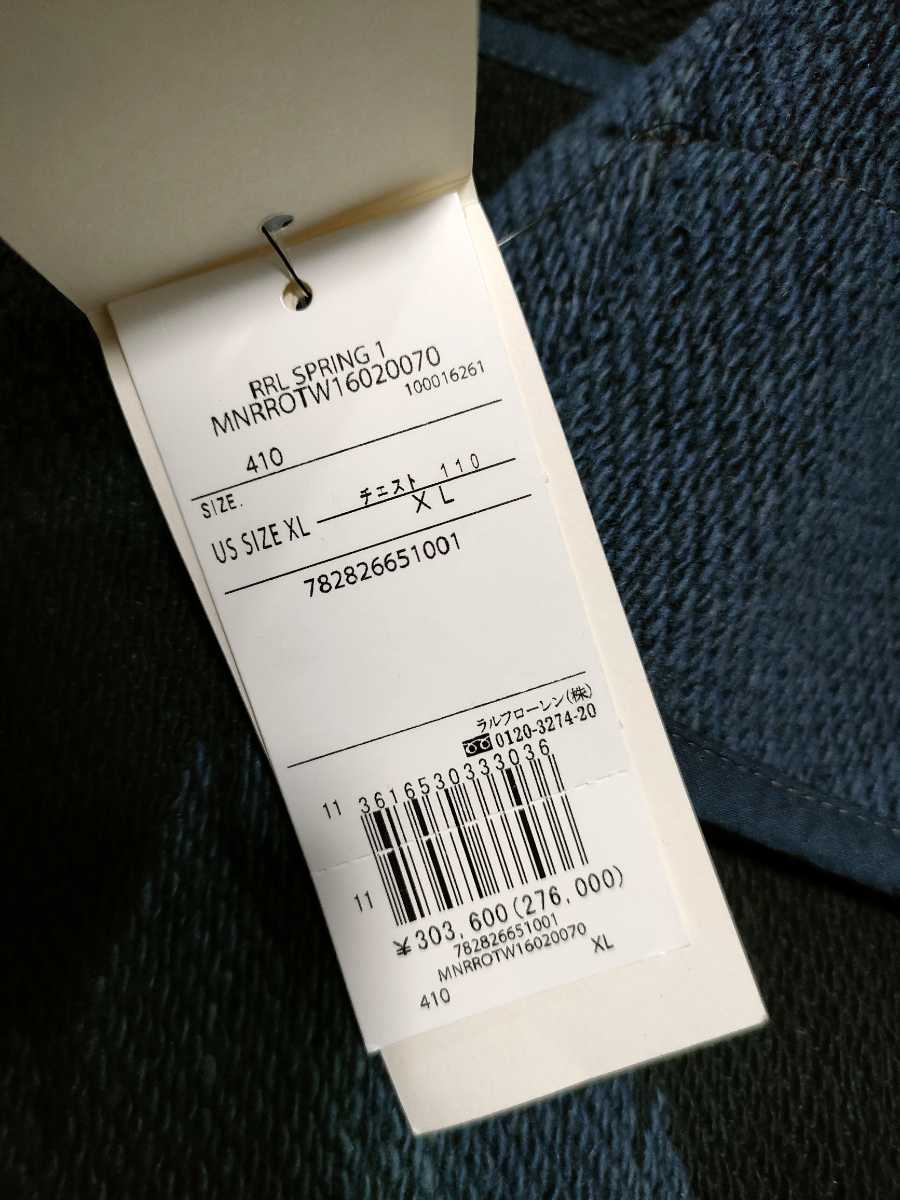 RRL SPRING 1
MNRROTW16020070
100016261
410
SIZE.
チェスト 110
US SIZE XL
XL
782826651001
ラルフローレン(株)
0120-3274-20
11 3616530333036
11
¥303,600(276,000)
782826651001
MNRROTW16020070
410 XL